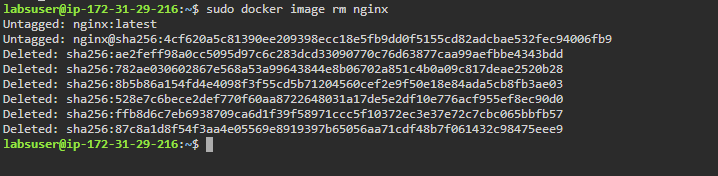 labsuser@ip-172-31-29-216:~$ sudo docker image rm nginx
Untagged: nginx:latest
Untagged: nginx@sha256:4cf620a5c81390ee209398ecc18e5fb9dd0f5155cd82adcbae532fec94006fb9
Deleted: sha256:ae2feff98a0cc5095d97c6c283dcd33090770c76d63877caa99aefbbe4343bdd
Deleted: sha256:782ae030602867e568a53a99643844e8b06702a851c4b0a09c817deae2520b28
Deleted: sha256:8b5b86a154fd4e4098f3f55cd5b71204560cef2e9f50e18e84ada5cb8fb3ae03
Deleted: sha256:528e7c6bece2def770f60aa8722648031a17de5e2df10e776acf955ef8ec90d0
Deleted: sha256:ffb8d6c7eb6938709ca6d1f39f58971ccc5f10372ec3e37e72c7cbc065bbfb57
Deleted: sha256:87c8a1d8f54f3aa4e05569e8919397b65056aa71cdf48b7f061432c98475eee9
labsuser@ip-172-31-29-216:~$